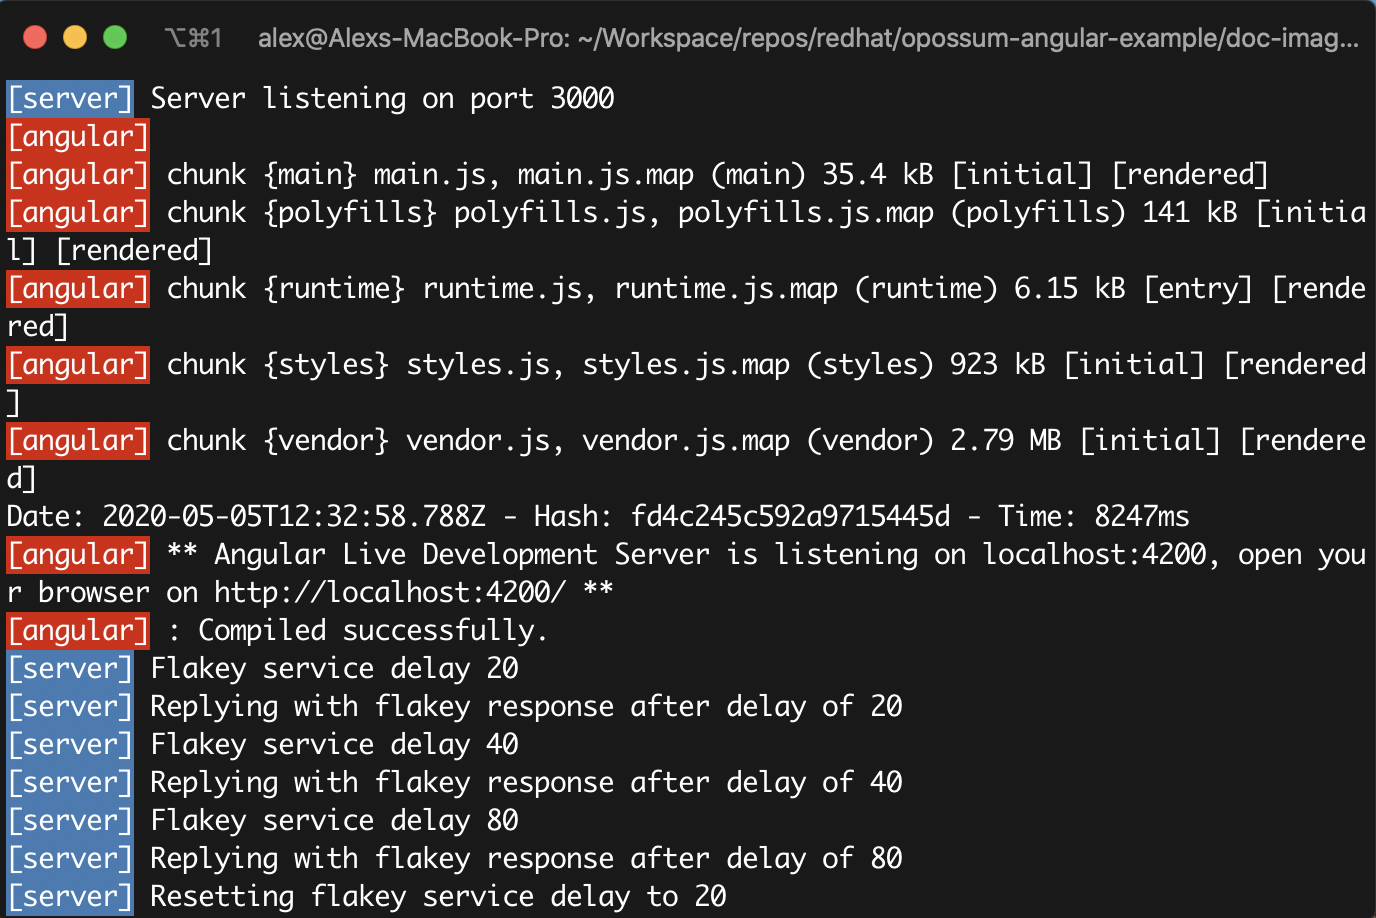 ⌥⌘1 alex@Alexs-MacBook-Pro: ~/Workspace/repos/redhat/opossum-angular-example/doc-imag...
[server] Server listening on port 3000
[angular]
[angular] chunk {main} main.js, main.js.map (main) 35.4 kB [initial] [rendered]
[angular] chunk {polyfills} polyfills.js, polyfills.js.map (polyfills) 141 kB [initia
l] [rendered]
[angular] chunk {runtime} runtime.js, runtime.js.map (runtime) 6.15 kB [entry] [rende
red]
[angular] chunk {styles} styles.js, styles.js.map (styles) 923 kB [initial] [rendered
]
[angular] chunk {vendor} vendor.js, vendor.js.map (vendor) 2.79 MB [initial] [rendere
d]
Date: 2020-05-05T12:32:58.788Z - Hash: fd4c245c592a9715445d - Time: 8247ms
[angular] ** Angular Live Development Server is listening on localhost:4200, open you
r browser on http://localhost:4200/ **
[angular] : Compiled successfully.
[server] Flakey service delay 20
[server] Replying with flakey response after delay of 20
[server] Flakey service delay 40
[server] Replying with flakey response after delay of 40
[server] Flakey service delay 80
[server] Replying with flakey response after delay of 80
[server] Resetting flakey service delay to 20